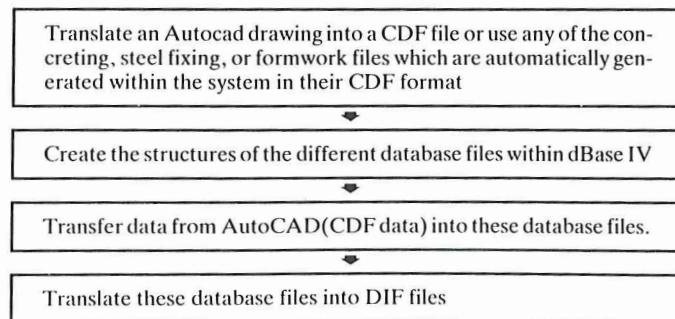 Translate an Autocad drawing into a CDF file or use any of the con-
creting, steel fixing, or formwork files which are automatically gen-
erated within the system in their CDF format
Create the structures of the different database files within dBase IV
Transfer data from AutoCAD(CDF data) into these database files.
Translate these database files into DIF files